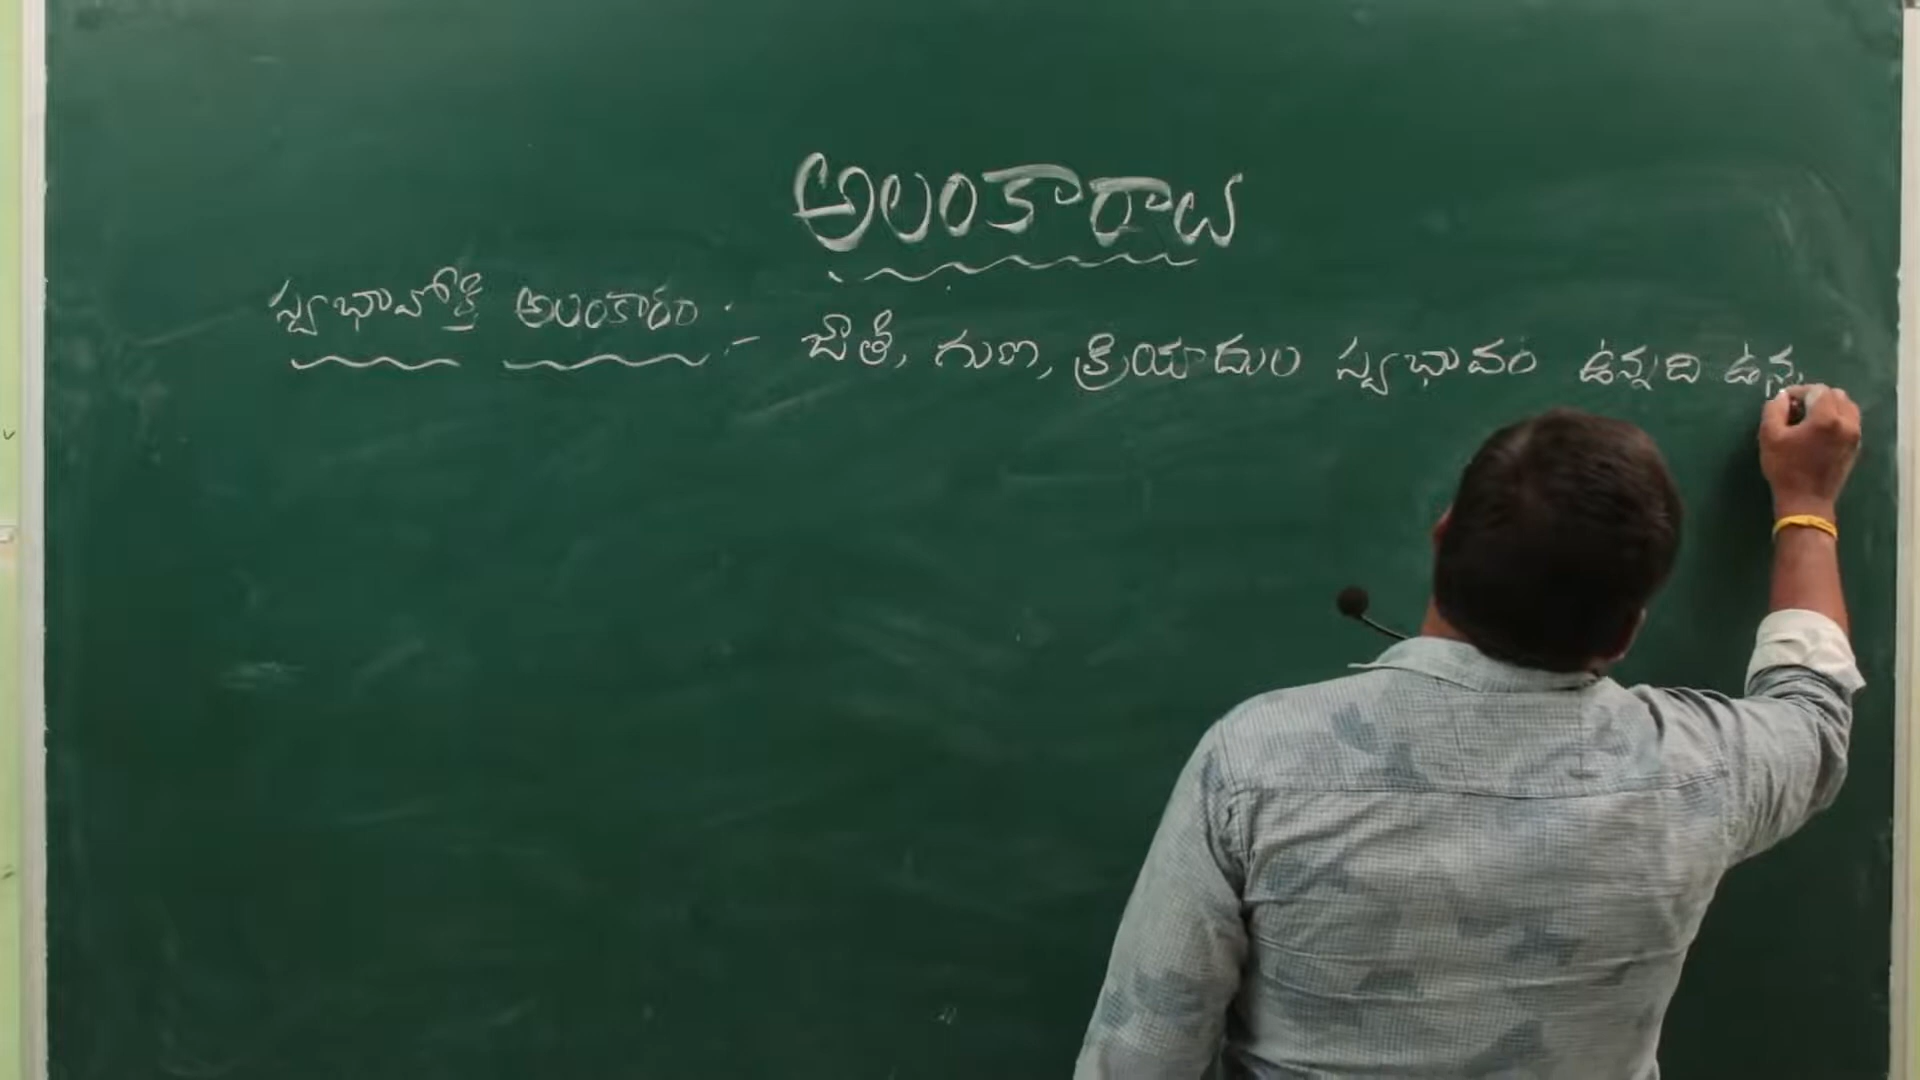 అలంకారాలు
స్వభావోక్తి అలంకారం :- జాతి, గుణ, క్రియాదుల స్వభావం ఉన్నది ఉన్న